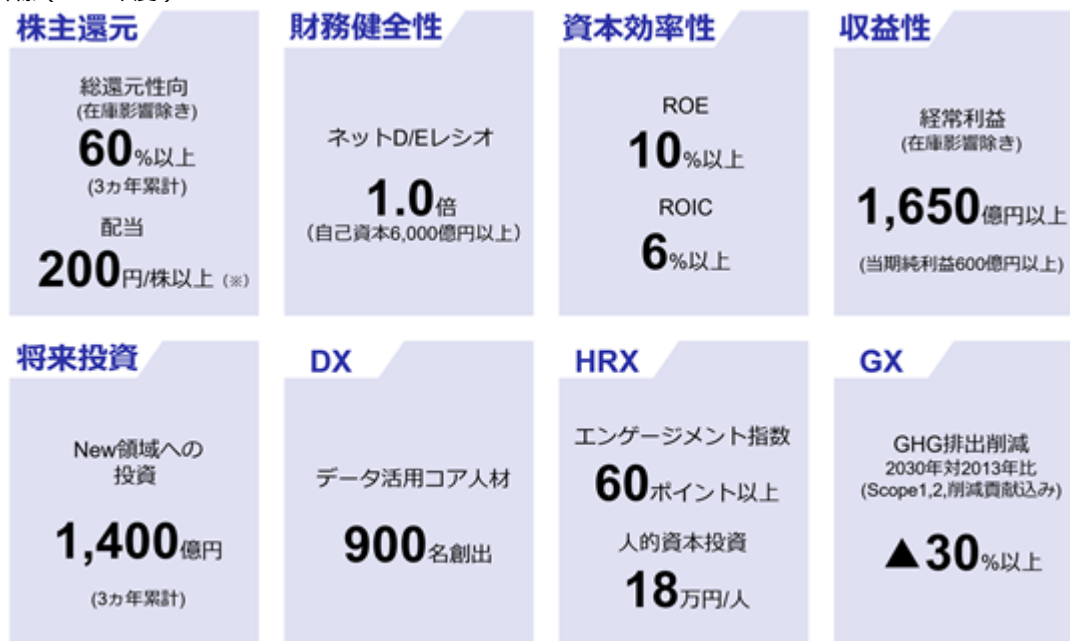 株主還元
総還元性向
(在庫影響除き)
60%以上
(3ヵ年累計)
配当
200円/株以上 (※)
財務健全性
ネットD/Eレシオ
1.0倍
(自己資本6,000億円以上)
資本効率性
ROE
10%以上
ROIC
6%以上
収益性
経常利益
(在庫影響除き)
1,650億円以上
(当期純利益600億円以上)
将来投資
New領域への
投資
1,400億円
(3ヵ年累計)
DX
データ活用コア人材
900名創出
HRX
エンゲージメント指数
60ポイント以上
人的資本投資
18万円/人
GX
GHG排出削減
2030年対2013年比
(Scope1,2,削減貢献込み)
▲30%以上